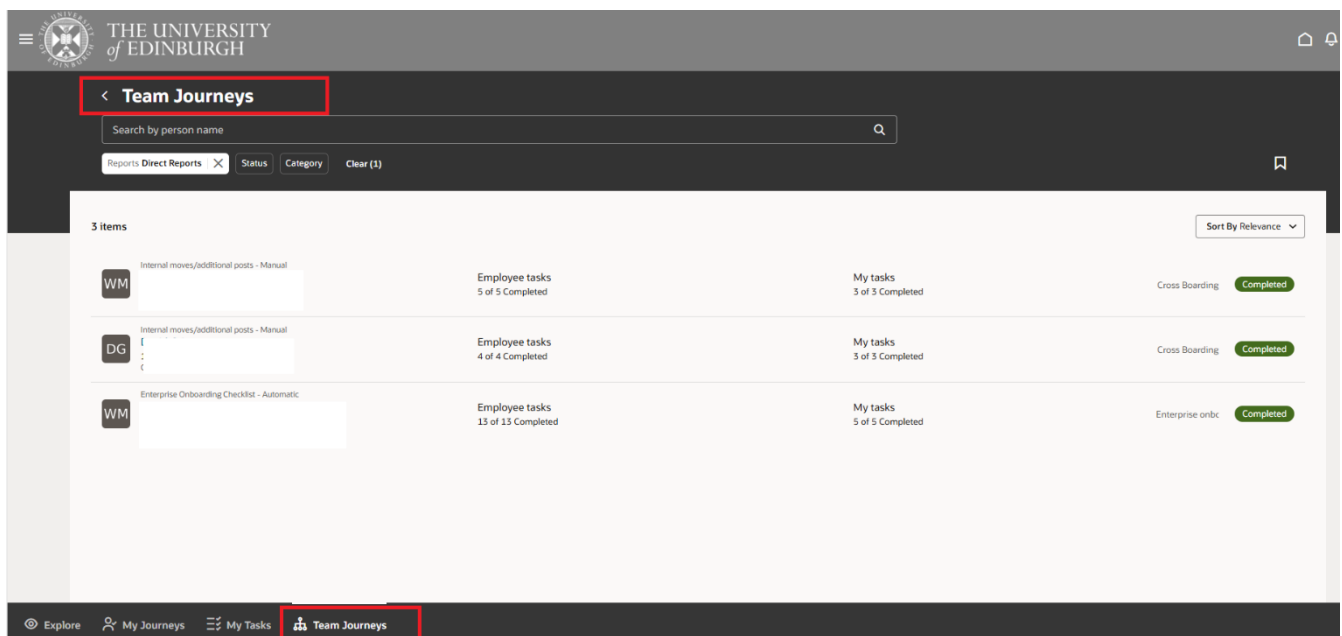 THE UNIVERSITY
of EDINBURGH
Team Journeys
Search by person name
Reports Direct Reports Status Category Clear (1)
3 items
Sort By Relevance
Internal moves/additional posts - Manual
WM
Employee tasks
5 of 5 Completed
My tasks
3 of 3 Completed
Cross Boarding Completed
Internal moves/additional posts - Manual
DG
Employee tasks
4 of 4 Completed
My tasks
3 of 3 Completed
Cross Boarding Completed
Enterprise Onboarding Checklist - Automatic
WM
Employee tasks
13 of 13 Completed
My tasks
5 of 5 Completed
Enterprise onbc Completed
Explore My Journeys My Tasks Team Journeys